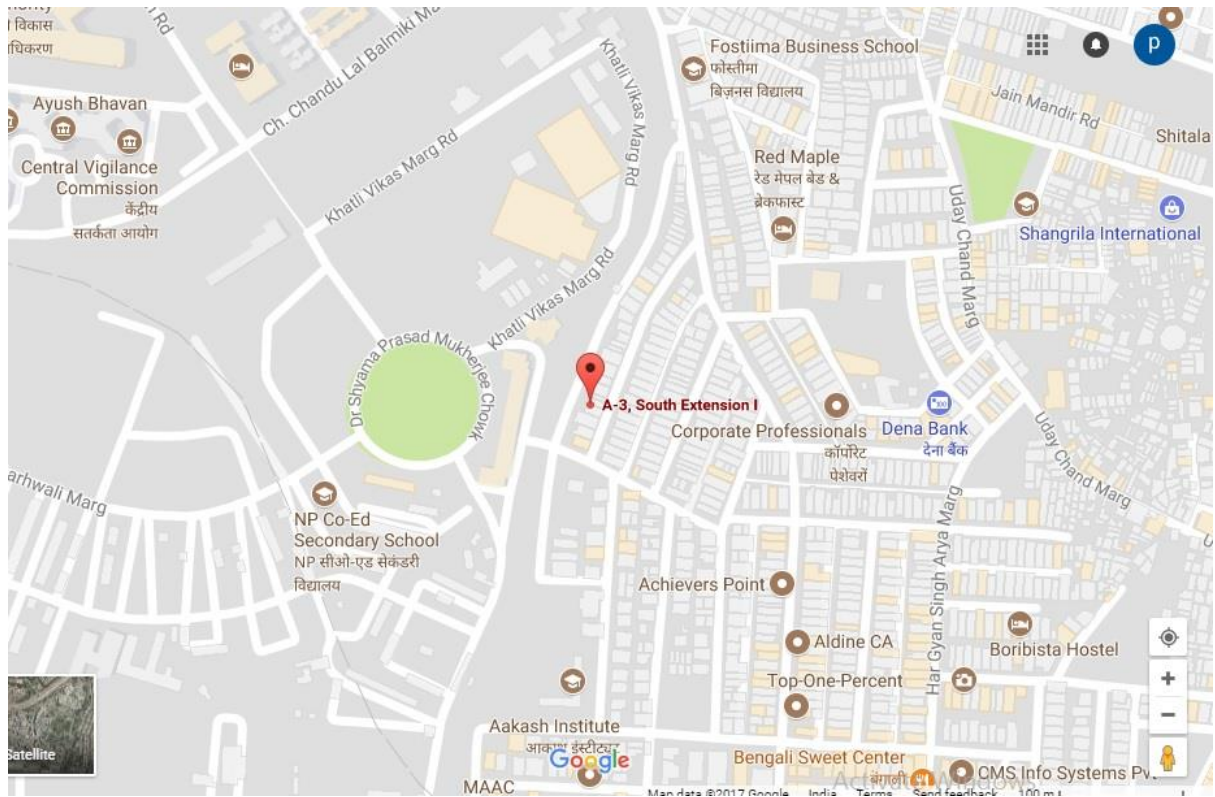 ority
विकास
धिकरण
Rd
Ch. Chandu Lal Balmiki Ma
Khatli Vikas Marg Rd
Fostiima Business School
फोस्तीमा
बिज़नस विद्यालय
p
Jain Mandir Rd
Ayush Bhavan
Central Vigilance
Commission
केंद्रीय
सतर्कता आयोग
Khatli Vikas Marg Rd
Red Maple
रेड मेपल बेड &
ब्रेकफास्ट
Shitala
Uday Chand Marg
Shangrila International
Khatli Vikas Marg Rd
Dr Shyama Prasad Mukherjee Chowk
A-3, South Extension I
Corporate Professionals
कॉर्पोरेट
पेशेवरों
Dena Bank
देना बैंक
Uday Chand Marg
arhwali Marg
NP Co-Ed
Secondary School
NP सीओ-एड सेकंडरी
विद्यालय
Har Gyan Singh Arya Marg
Achievers Point
Aldine CA
Boribista Hostel
Top-One-Percent
Satellite
Aakash Institute
आकाश इंस्टीट्यूट
Google
Bengali Sweet Center
बंगाली
CMS Info Systems Pvt
MAAC
Map data ©2017 Google India Terms Send feedback 100 m